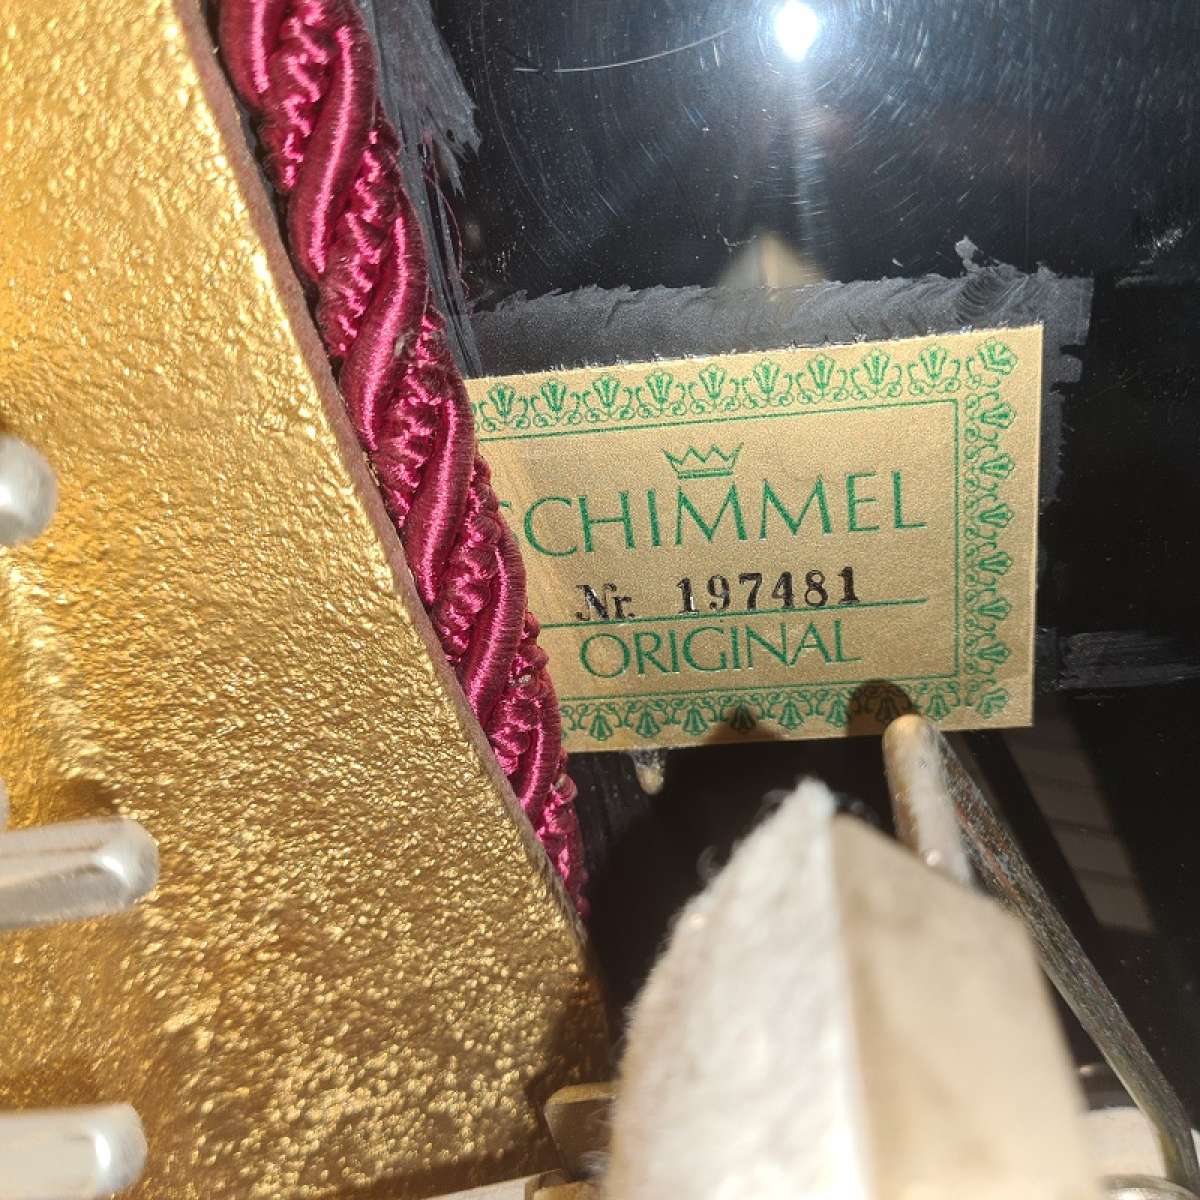 SCHIMMEL
Nr. 197481
ORIGINAL